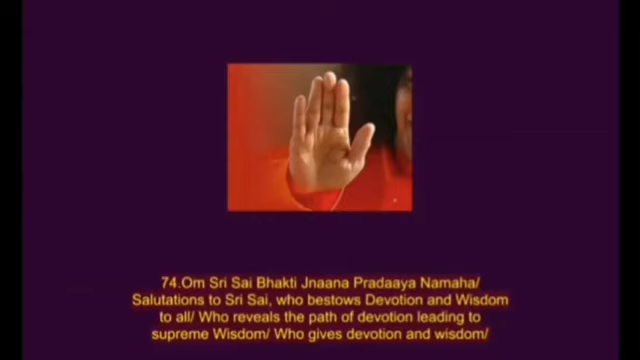 74.Om Sri Sai Bhakti Jnaana Pradaaya Namaha/
Salutations to Sri Sai, who bestows Devotion and Wisdom
to all/ Who reveals the path of devotion leading to
supreme Wisdom/ Who gives devotion and wisdom/